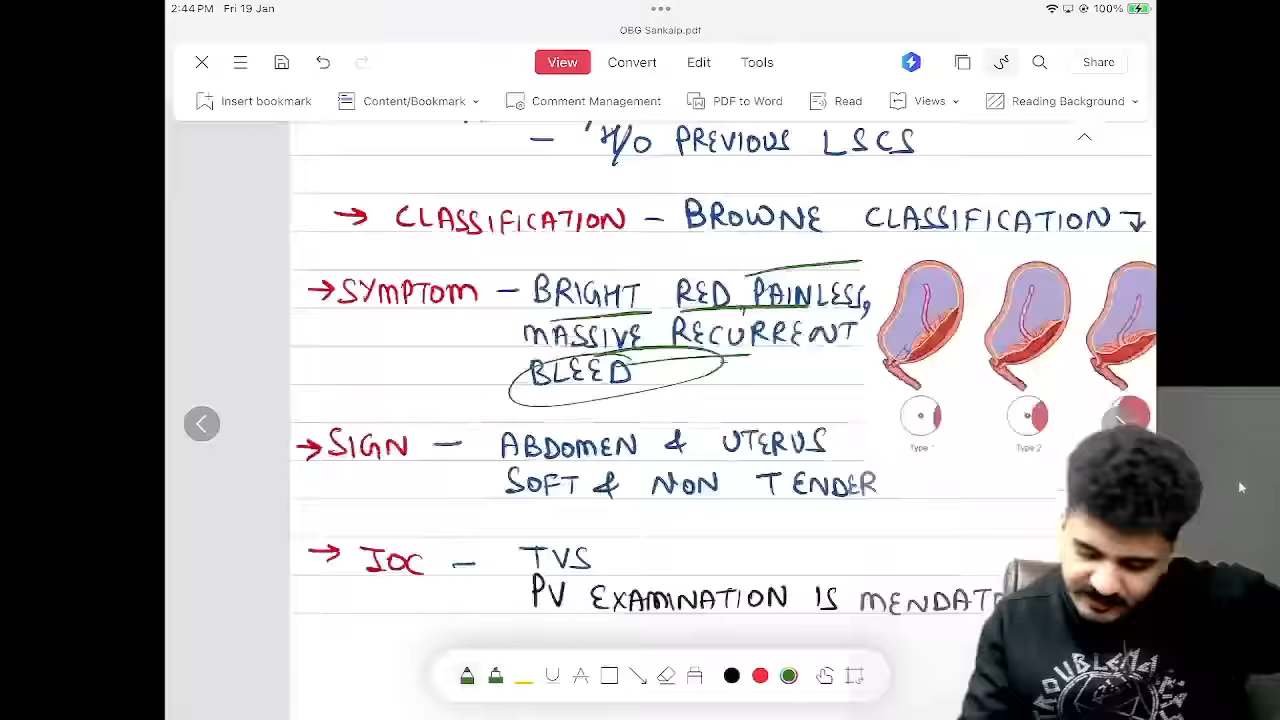 2:44 PM Fri 19 Jan
100%
OBG Sankalp.pdf
View Convert Edit Tools Share
Insert bookmark Content/Bookmark Comment Management PDF to Word Read Views Reading Background
- H/O PREVIOUS LSCS
→ CLASSIFICATION - BROWNE CLASSIFICATION
→ SYMPTOM - BRIGHT RED, PAINLESS,
MASSIVE RECURRENT
BLEED
Type 1 Type 2
→ SIGN - ABDOMEN & UTERUS
SOFT & NON TENDER
→ IOC - TVS
PV EXAMINATION IS MENDAT